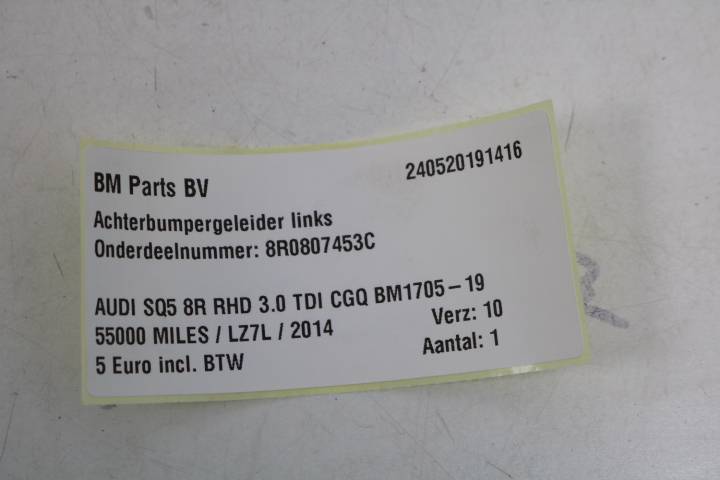 BM Parts BV
240520191416
Achterbumpergeleider links
Onderdeelnummer: 8R0807453C
AUDI SQ5 8R RHD 3.0 TDI CGQ BM1705-19
55000 MILES / LZ7L / 2014
Verz: 10
5 Euro incl. BTW
Aantal: 1